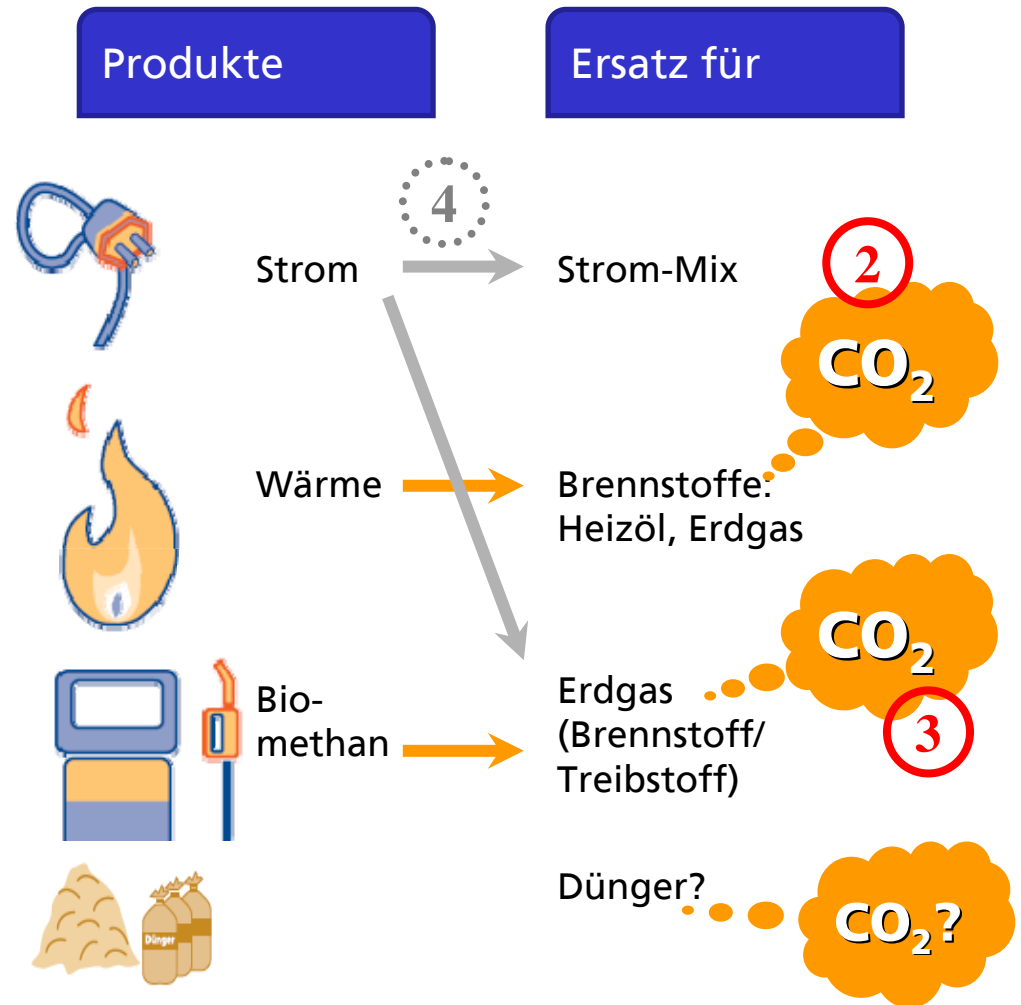 Produkte
Ersatz für
4
Strom
Strom-Mix
2
CO₂
Wärme
Brennstoffe:
Heizöl, Erdgas
CO₂
3
Bio-
methan
Erdgas
(Brennstoff/
Treibstoff)
Dünger
Dünger?
CO₂?